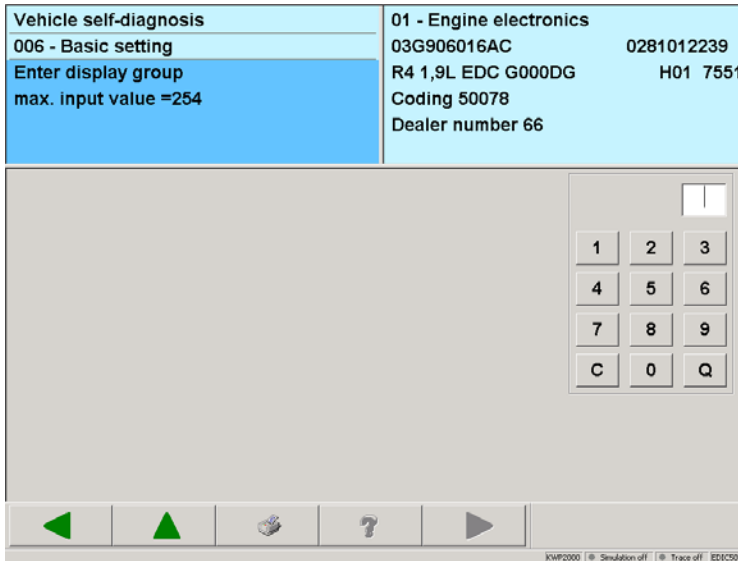 Vehicle self-diagnosis
006 - Basic setting
Enter display group
max. input value =254
01 - Engine electronics
03G906016AC 0281012239
R4 1,9L EDC G000DG H01 7551
Coding 50078
Dealer number 66
1 2 3
4 5 6
7 8 9
C 0 Q
?
KWP2000 Simulation off Trace off EDIC50